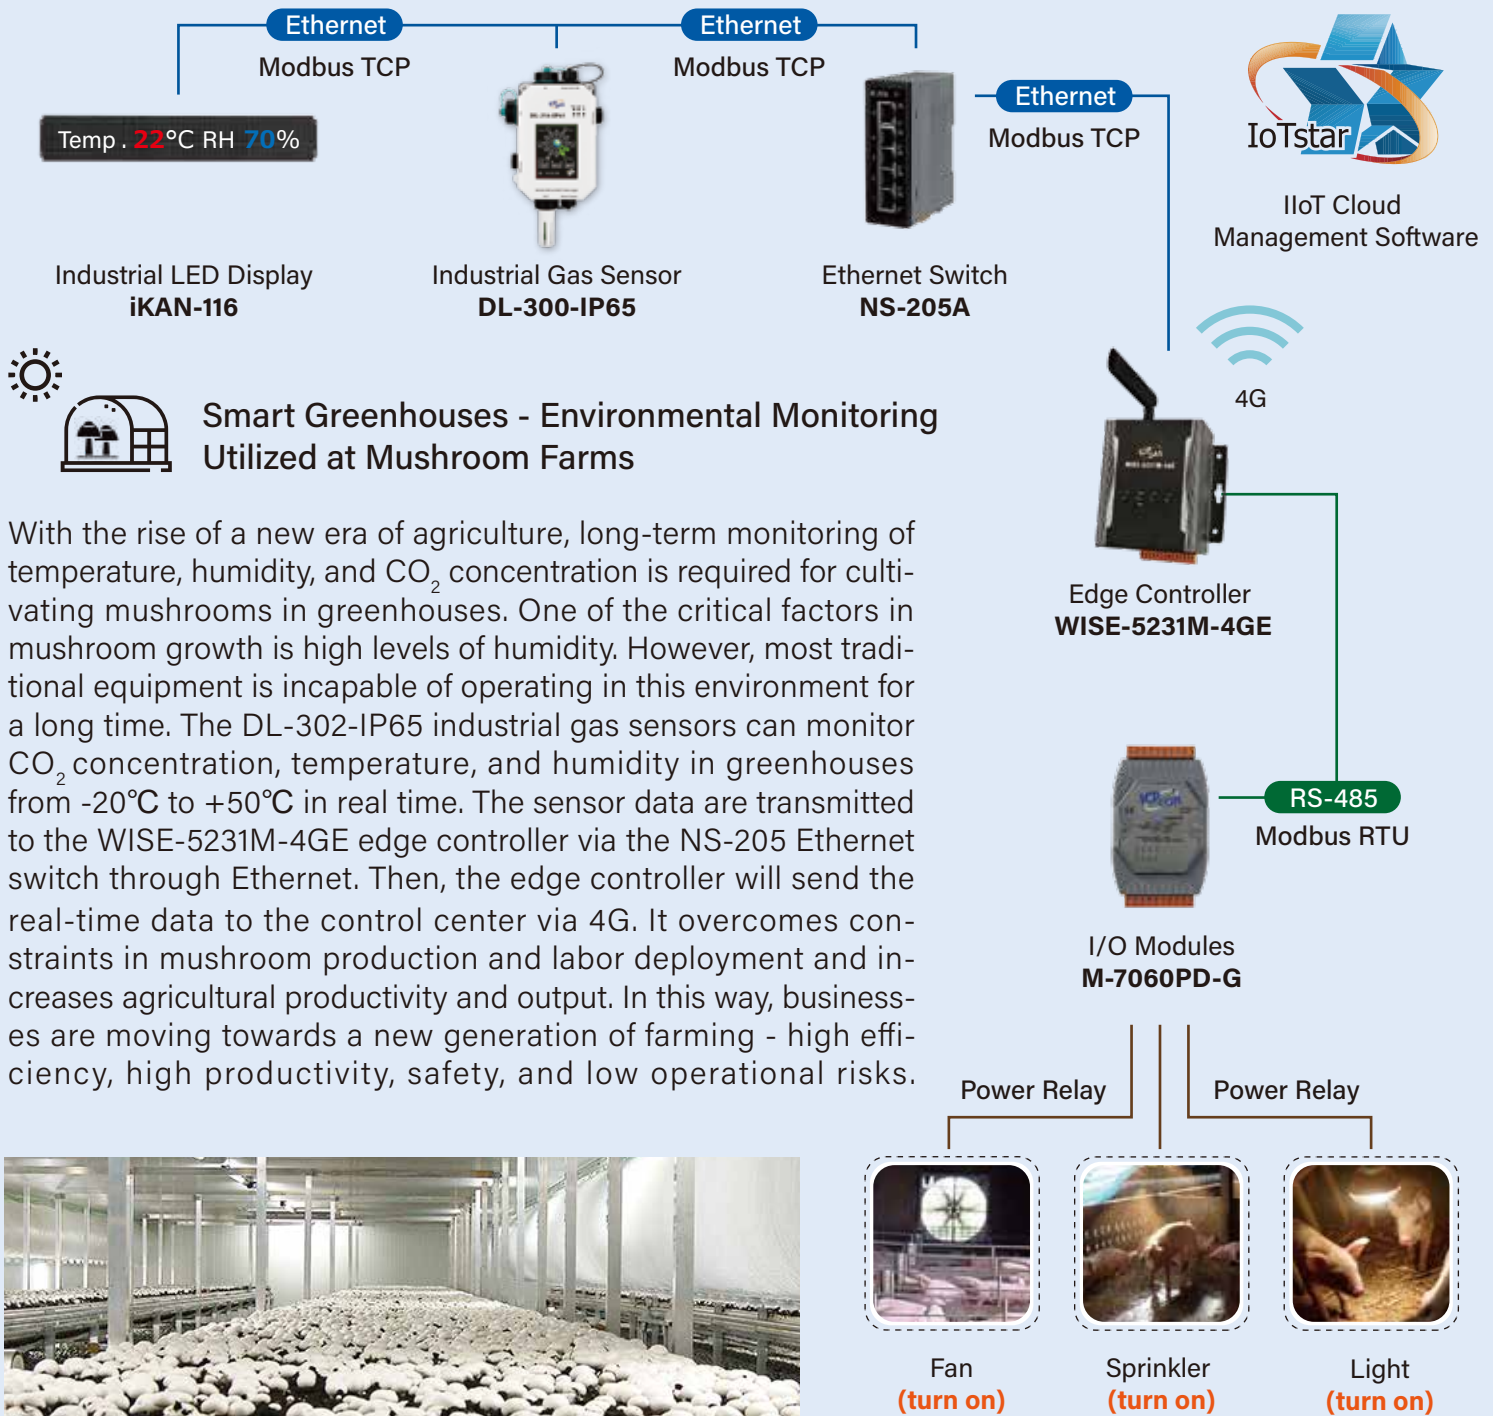 Ethernet
Modbus TCP
Ethernet
Modbus TCP
Ethernet
Modbus TCP
Temp . 22°C RH 70%
IoTstar
IIoT Cloud
Management Software
Industrial LED Display
iKAN-116
Industrial Gas Sensor
DL-300-IP65
Ethernet Switch
NS-205A
4G
Smart Greenhouses - Environmental Monitoring
Utilized at Mushroom Farms
With the rise of a new era of agriculture, long-term monitoring of
temperature, humidity, and CO₂ concentration is required for culti-
vating mushrooms in greenhouses. One of the critical factors in
mushroom growth is high levels of humidity. However, most tradi-
tional equipment is incapable of operating in this environment for
a long time. The DL-302-IP65 industrial gas sensors can monitor
CO₂ concentration, temperature, and humidity in greenhouses
from -20℃ to +50℃ in real time. The sensor data are transmitted
to the WISE-5231M-4GE edge controller via the NS-205 Ethernet
switch through Ethernet. Then, the edge controller will send the
real-time data to the control center via 4G. It overcomes con-
straints in mushroom production and labor deployment and in-
creases agricultural productivity and output. In this way, business-
es are moving towards a new generation of farming - high effi-
ciency, high productivity, safety, and low operational risks.
Edge Controller
WISE-5231M-4GE
RS-485
Modbus RTU
I/O Modules
M-7060PD-G
Power Relay
Power Relay
Fan
(turn on)
Sprinkler
(turn on)
Light
(turn on)